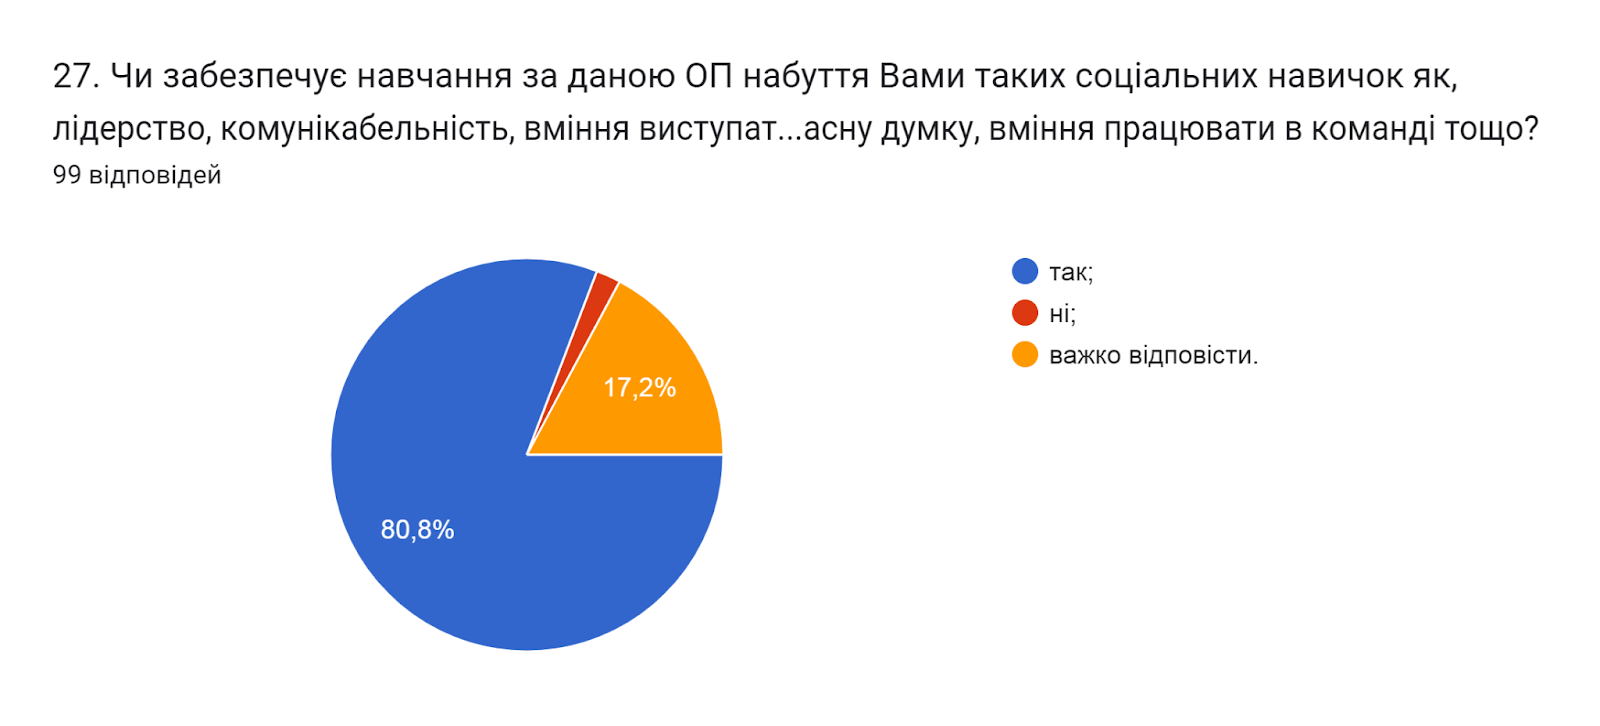 27. Чи забезпечує навчання за даною ОП набуття Вами таких соціальних навичок як,
лідерство, комунікабельність, вміння виступат...асну думку, вміння працювати в команді тощо?
99 відповідей
так;
ні;
важко відповісти.
17,2%
80,8%